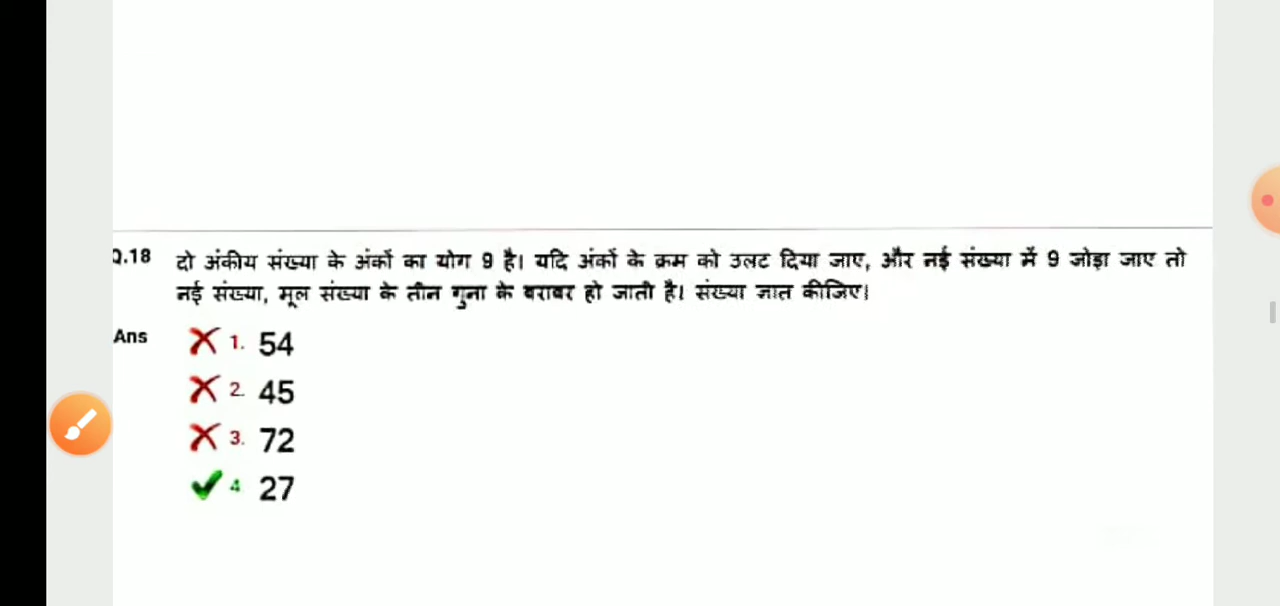 Q.18 दो अंकीय संख्या के अंकों का योग 9 है। यदि अंकों के क्रम को उलट दिया जाए, और नई संख्या में 9 जोड़ा जाए तो
नई संख्या, मूल संख्या के तीन गुना के बराबर हो जाती है। संख्या ज्ञात कीजिए।
Ans 1. 54
2. 45
3. 72
4 27